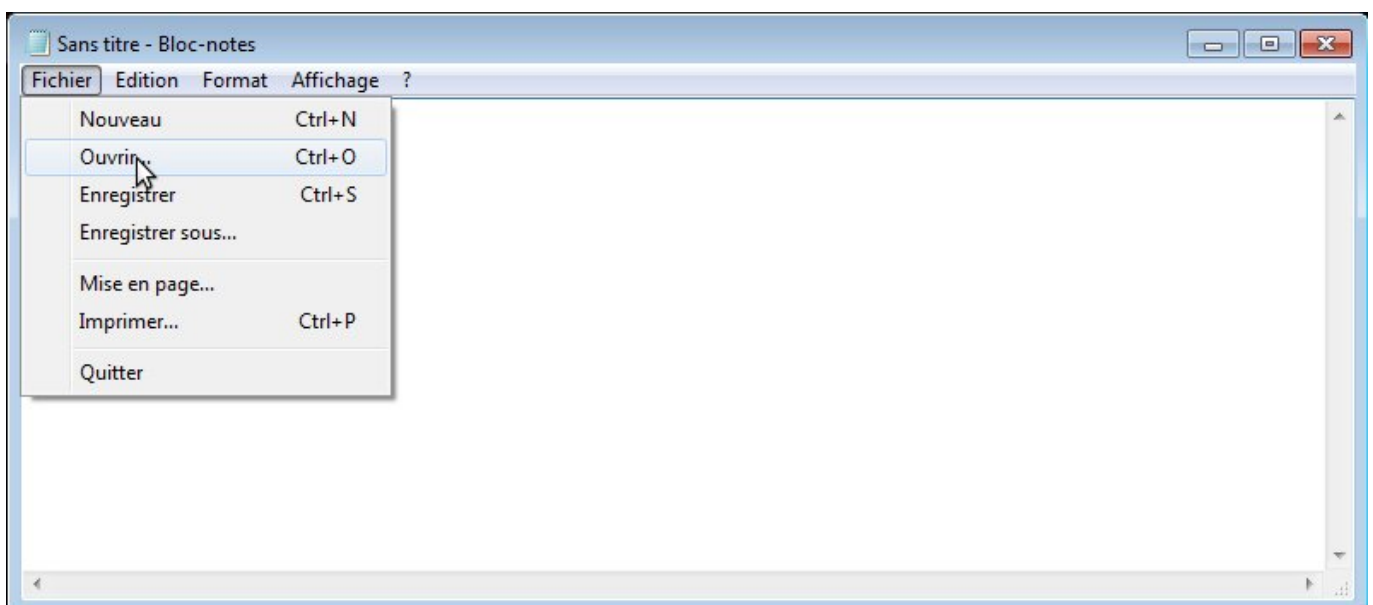 Sans titre - Bloc-notes
Fichier Edition Format Affichage ?
Nouveau Ctrl+N
Ouvrir... Ctrl+O
Enregistrer Ctrl+S
Enregistrer sous...
Mise en page...
Imprimer... Ctrl+P
Quitter